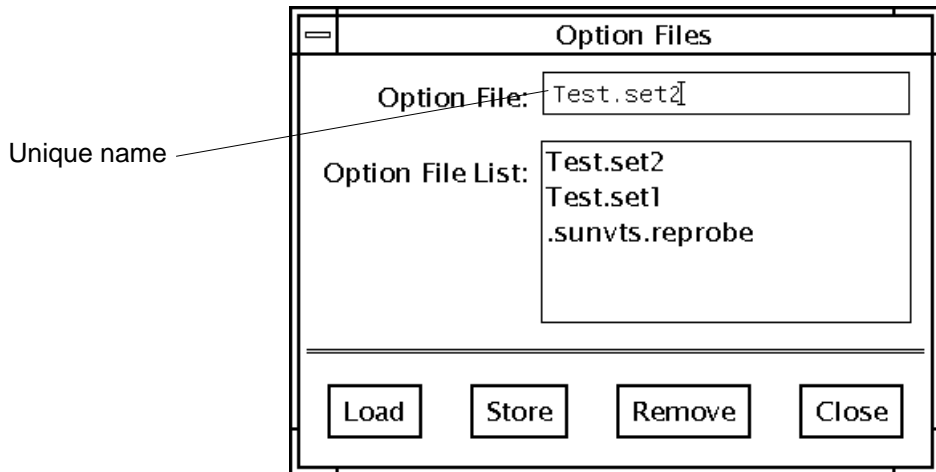 Option Files
Option File: Test.set2
Unique name
Option File List:
Test.set2
Test.set1
.sunvts.reprobe
Load Store Remove Close